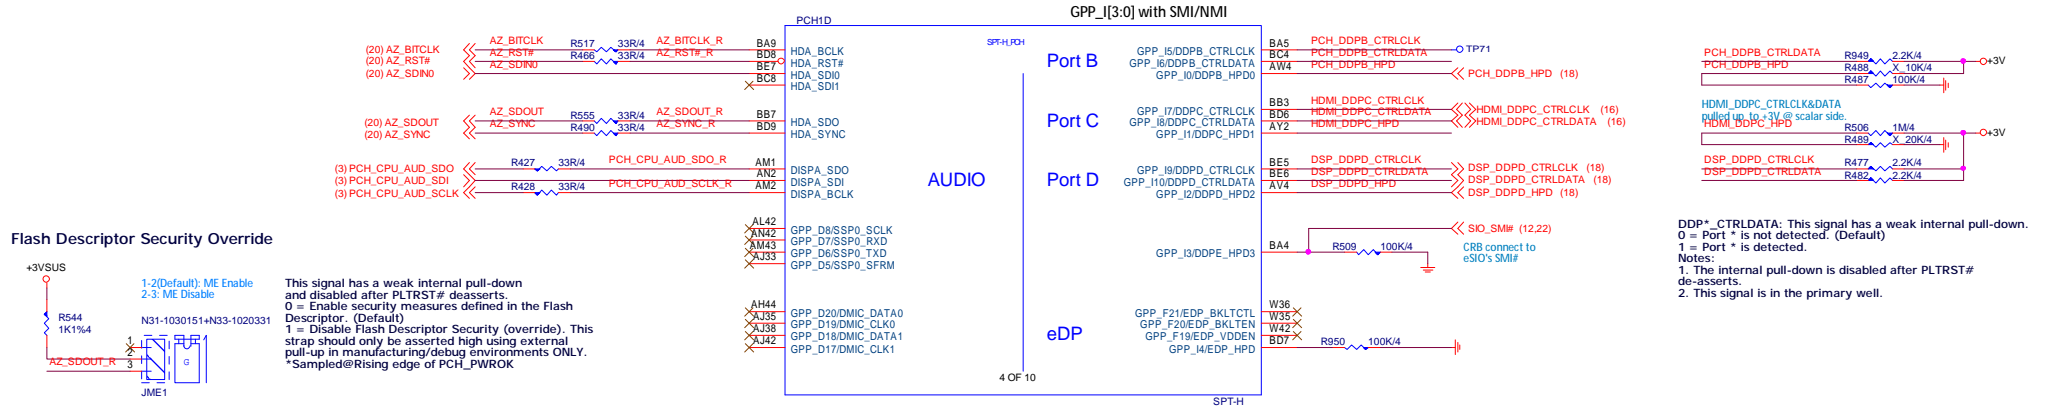 GPP_I[3:0] with SMI/NMI
PCH1D
SPT-H_PCH
(20) AZ_BITCLK
AZ_BITCLK
R517
33R/4
AZ_BITCLK_R
BA9
HDA_BCLK
(20) AZ_RST#
AZ_RST#
R466
33R/4
AZ_RST#_R
BD8
HDA_RST#
(20) AZ_SDIN0
AZ_SDIN0
BE7
HDA_SDI0
BC8
HDA_SDI1
(20) AZ_SDOUT
AZ_SDOUT
R555
33R/4
AZ_SDOUT_R
BB7
HDA_SDO
(20) AZ_SYNC
AZ_SYNC
R490
33R/4
AZ_SYNC_R
BD9
HDA_SYNC
(3) PCH_CPU_AUD_SDO
R427
33R/4
PCH_CPU_AUD_SDO_R
AM1
DISPA_SDO
(3) PCH_CPU_AUD_SDI
AN2
DISPA_SDI
(3) PCH_CPU_AUD_SCLK
R428
33R/4
PCH_CPU_AUD_SCLK_R
AM2
DISPA_BCLK
AL42
GPP_D8/SSP0_SCLK
AN42
GPP_D7/SSP0_RXD
AM43
GPP_D6/SSP0_TXD
AJ33
GPP_D5/SSP0_SFRM
AH44
GPP_D20/DMIC_DATA0
AJ35
GPP_D19/DMIC_CLK0
AJ38
GPP_D18/DMIC_DATA1
AJ42
GPP_D17/DMIC_CLK1
AUDIO
Port B
Port C
Port D
eDP
4 OF 10
SPT-H
GPP_I5/DDPB_CTRLCLK
BA5
PCH_DDPB_CTRLCLK
TP71
GPP_I6/DDPB_CTRLDATA
BC4
PCH_DDPB_CTRLDATA
GPP_I0/DDPB_HPD0
AW4
PCH_DDPB_HPD
PCH_DDPB_HPD (18)
GPP_I7/DDPC_CTRLCLK
BB3
HDMI_DDPC_CTRLCLK
HDMI_DDPC_CTRLCLK (16)
GPP_I8/DDPC_CTRLDATA
BD6
HDMI_DDPC_CTRLDATA
HDMI_DDPC_CTRLDATA (16)
GPP_I1/DDPC_HPD1
AY2
HDMI_DDPC_HPD
GPP_I9/DDPD_CTRLCLK
BE5
DSP_DDPD_CTRLCLK
DSP_DDPD_CTRLCLK (18)
GPP_I10/DDPD_CTRLDATA
BE6
DSP_DDPD_CTRLDATA
DSP_DDPD_CTRLDATA (18)
GPP_I2/DDPD_HPD2
AV4
DSP_DDPD_HPD
DSP_DDPD_HPD (18)
SIO_SMI# (12,22)
GPP_I3/DDPE_HPD3
BA4
R509
100K/4
CRB connect to
eSIO's SMI#
GPP_F21/EDP_BKLTCTL
W36
GPP_F20/EDP_BKLTEN
W35
GPP_F19/EDP_VDDEN
W42
GPP_I4/EDP_HPD
BD7
R950
100K/4
PCH_DDPB_CTRLDATA
R949
2.2K/4
PCH_DDPB_HPD
R488
X_10K/4
+3V
R487
100K/4
HDMI_DDPC_CTRLCLK&DATA
pulled up to +3V @ scalar side.
HDMI_DDPC_HPD
R506
1M/4
+3V
R489
X_20K/4
DSP_DDPD_CTRLCLK
R477
2.2K/4
DSP_DDPD_CTRLDATA
R482
2.2K/4
DDP*_CTRLDATA: This signal has a weak internal pull-down.
0 = Port * is not detected. (Default)
1 = Port * is detected.
Notes:
1. The internal pull-down is disabled after PLTRST#
de-asserts.
2. This signal is in the primary well.
Flash Descriptor Security Override
+3VSUS
R544
1K1%4
1-2(Default): ME Enable
2-3: ME Disable
N31-1030151+N33-1020331
1
2
3
AZ_SDOUT_R
G
JME1
This signal has a weak internal pull-down
and disabled after PLTRST# deasserts.
0 = Enable security measures defined in the Flash
Descriptor. (Default)
1 = Disable Flash Descriptor Security (override). This
strap should only be asserted high using external
pull-up in manufacturing/debug environments ONLY.
*Sampled@Rising edge of PCH_PWROK